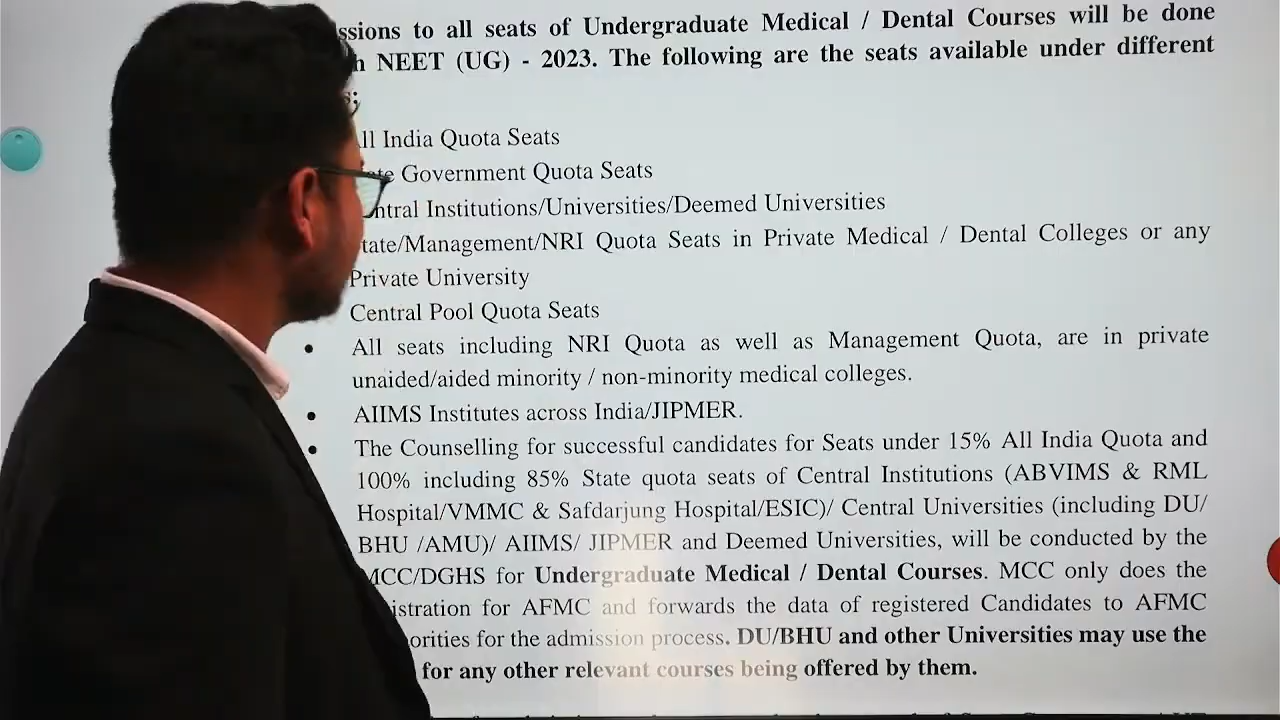 to all seats of Undergraduate Medical / Dental Courses will be done
NEET (UG) - 2023. The following are the seats available under different
India Quota Seats
Government Quota Seats
Institutions/Universities/Deemed Universities
Quota Seats in Private Medical / Dental Colleges or any
Private University
Central Pool Quota Seats
• All seats including NRI Quota as well as Management Quota, are in private
unaided/aided minority / non-minority medical colleges.
• AIIMS Institutes across India/JIPMER.
• The Counselling for successful candidates for Seats under 15% All India Quota and
100% including 85% State quota seats of Central Institutions (ABVIMS & RML
Hospital/VMMC & Safdarjung Hospital/ESIC)/ Central Universities (including DU/
BHU /AMU)/ AIIMS/ JIPMER and Deemed Universities, will be conducted by the
MCC/DGHS for Undergraduate Medical / Dental Courses. MCC only does the
for AFMC and forwards the data of registered Candidates to AFMC
for the admission process. DU/BHU and other Universities may use the
for any other relevant courses being offered by them.